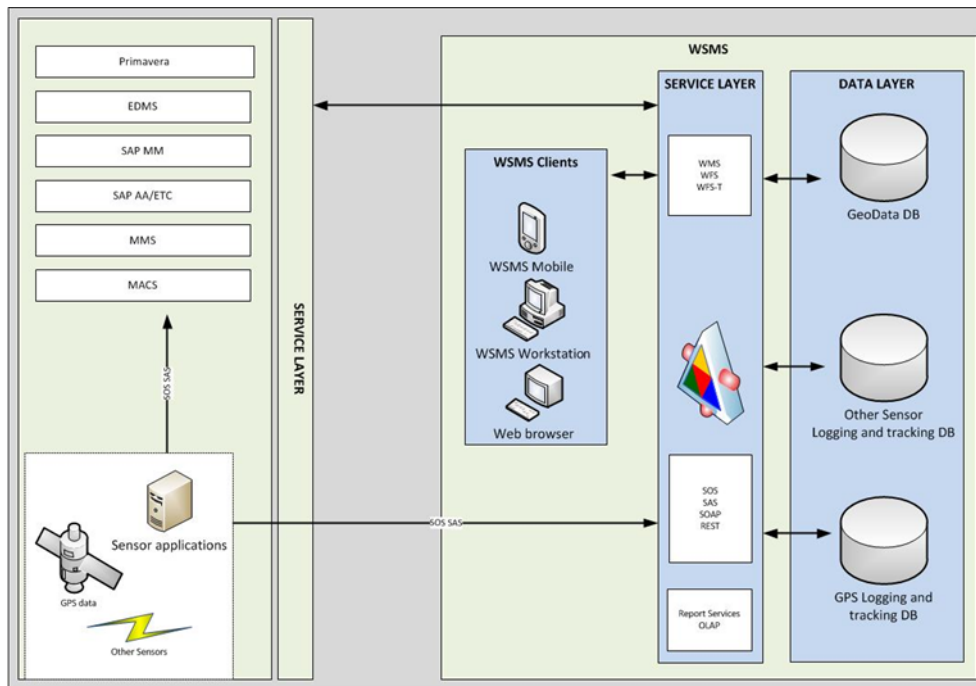 Primavera
EDMS
SAP MM
SAP AA/ETC
MMS
MACS
SOS SAS
Sensor applications
GPS data
Other Sensors
SERVICE LAYER
SOS SAS
WSMS
WSMS Clients
WSMS Mobile
WSMS Workstation
Web browser
SERVICE LAYER
WMS
WFS
WFS-T
SOS
SAS
SOAP
REST
Report Services
OLAP
DATA LAYER
GeoData DB
Other Sensor
Logging and tracking DB
GPS Logging and
tracking DB